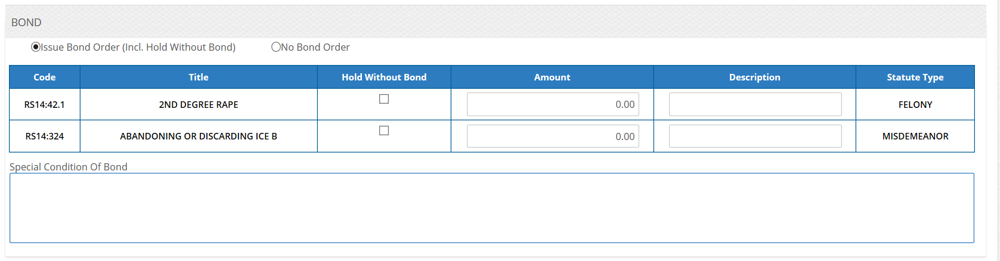 BOND
Issue Bond Order (Incl. Hold Without Bond) No Bond Order
Code Title Hold Without Bond Amount Description Statute Type
RS14:42.1 2ND DEGREE RAPE 0.00 FELONY
RS14:324 ABANDONING OR DISCARDING ICE B 0.00 MISDEMEANOR
Special Condition Of Bond